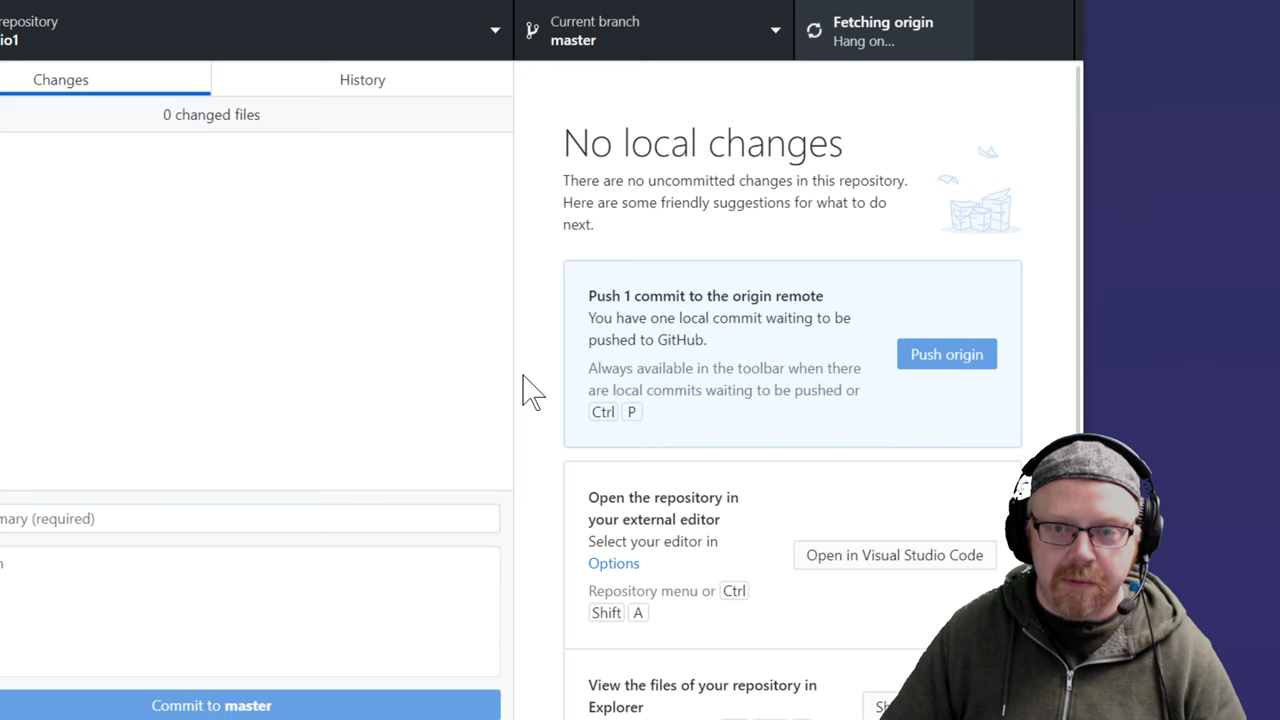 repository
io1
Current branch
master
Fetching origin
Hang on...
Changes
History
0 changed files
No local changes
There are no uncommitted changes in this repository.
Here are some friendly suggestions for what to do
next.
Push 1 commit to the origin remote
You have one local commit waiting to be
pushed to GitHub.
Always available in the toolbar when there
are local commits waiting to be pushed or
Ctrl P
Push origin
Open the repository in
your external editor
Select your editor in
Options
Repository menu or Ctrl
Shift A
Open in Visual Studio Code
View the files of your repository in
Explorer
mary (required)
n
Commit to master